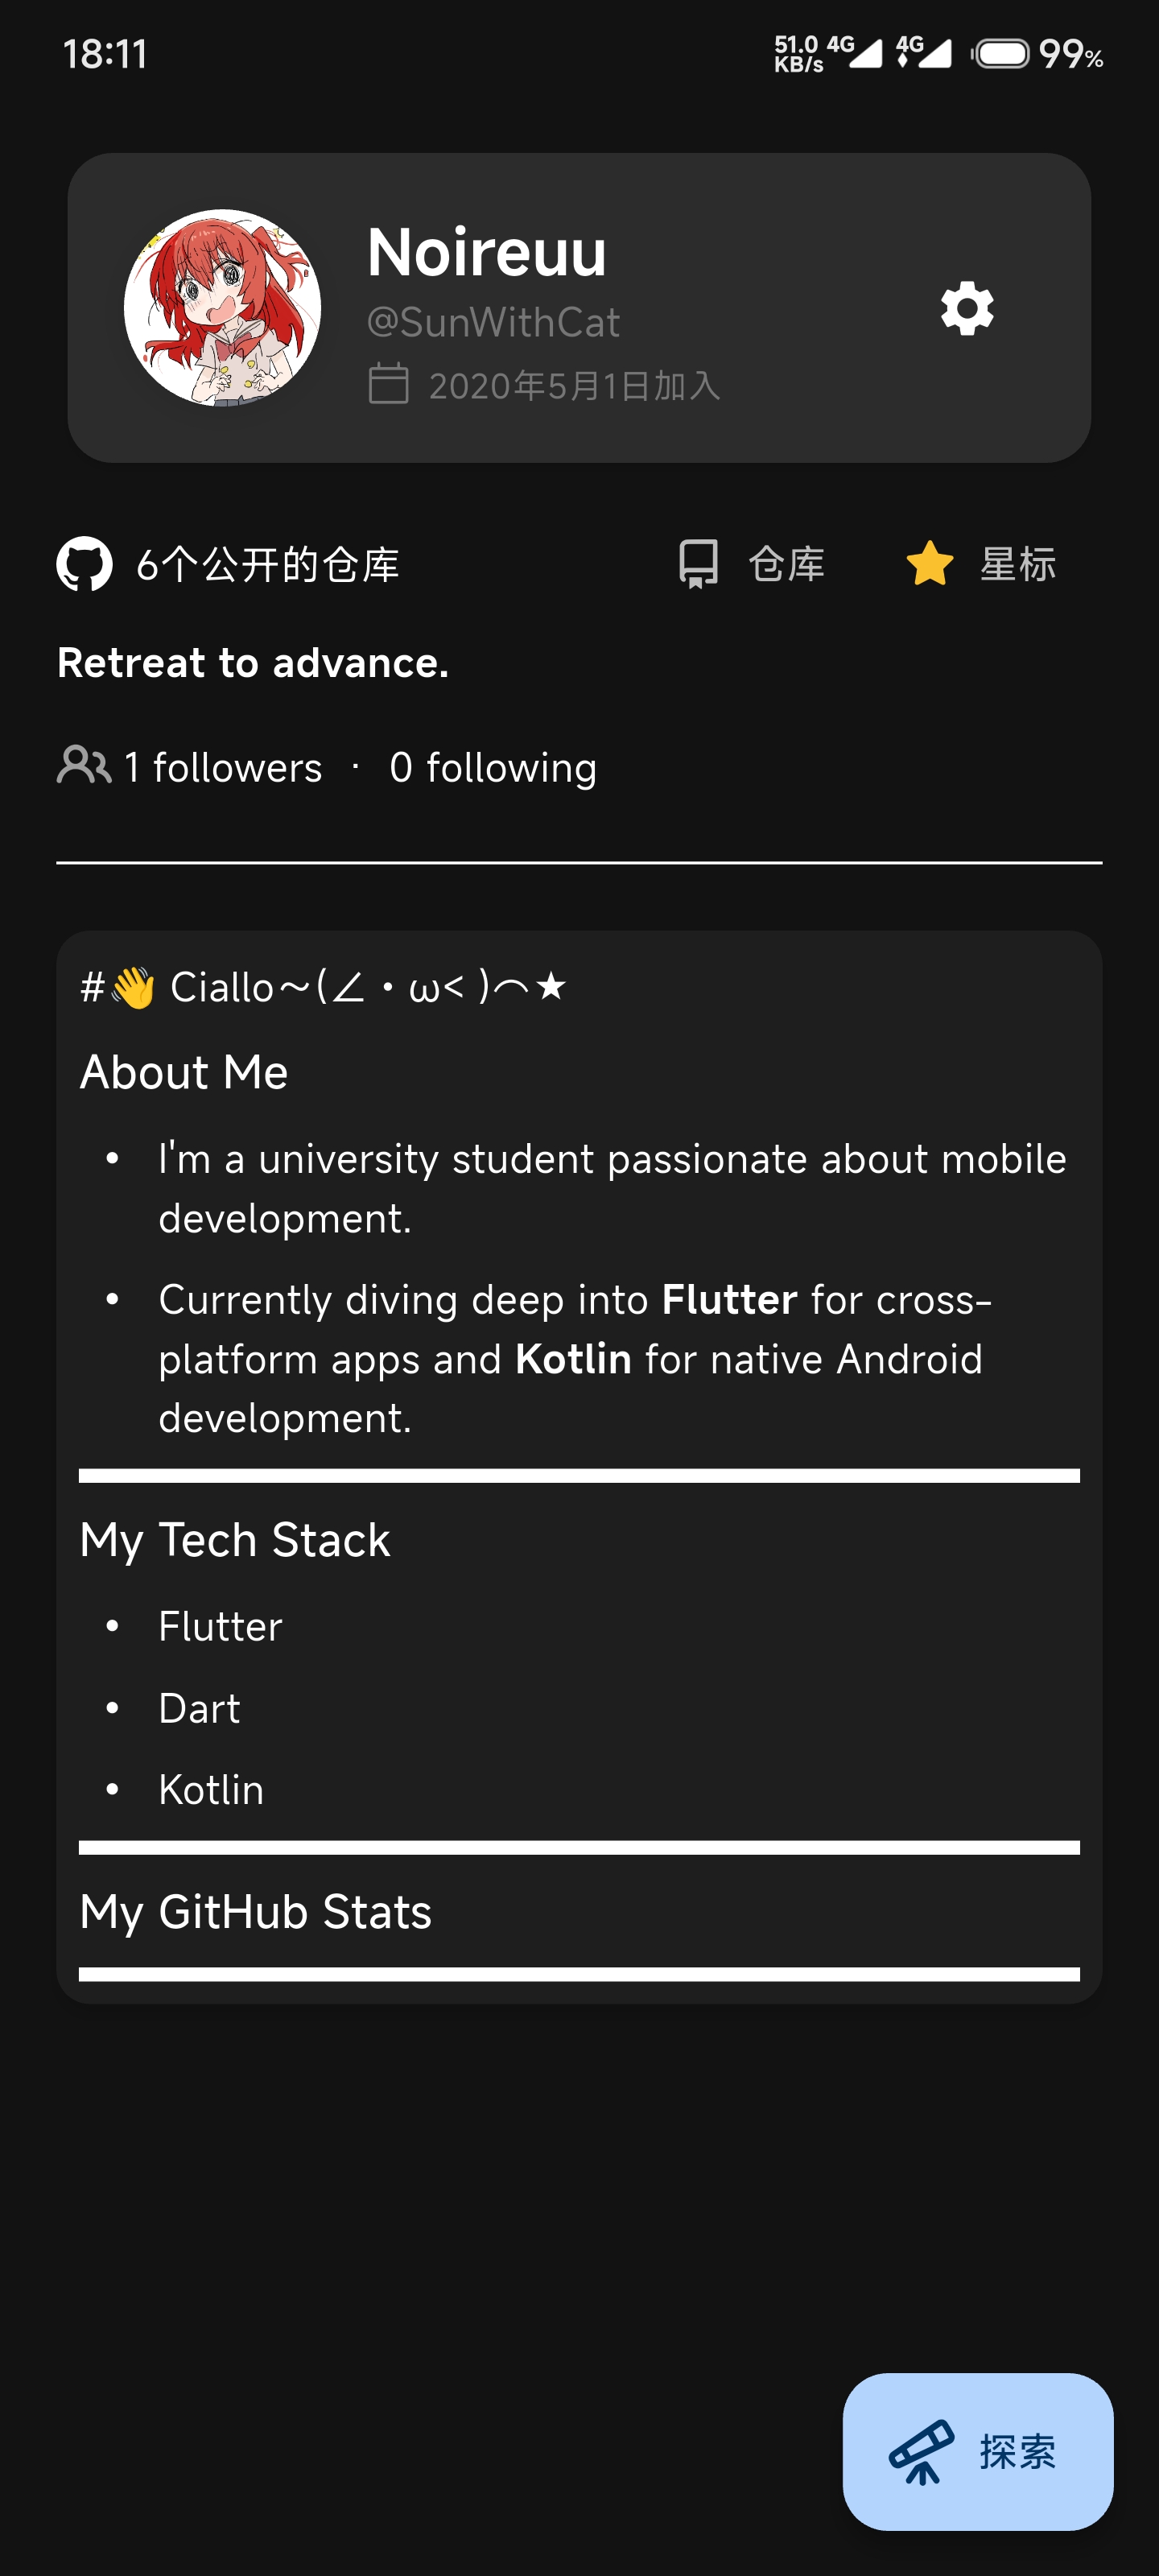 18:11
51.0 KB/s 4G 4G 99%
Noireuu
@SunWithCat
2020年5月1日加入
6个公开的仓库 仓库 星标
Retreat to advance.
1 followers · 0 following
#👋 Ciallo～(∠・ω< )⌒★
About Me
• I'm a university student passionate about mobile
development.
• Currently diving deep into Flutter for cross-
platform apps and Kotlin for native Android
development.
My Tech Stack
• Flutter
• Dart
• Kotlin
My GitHub Stats
探索